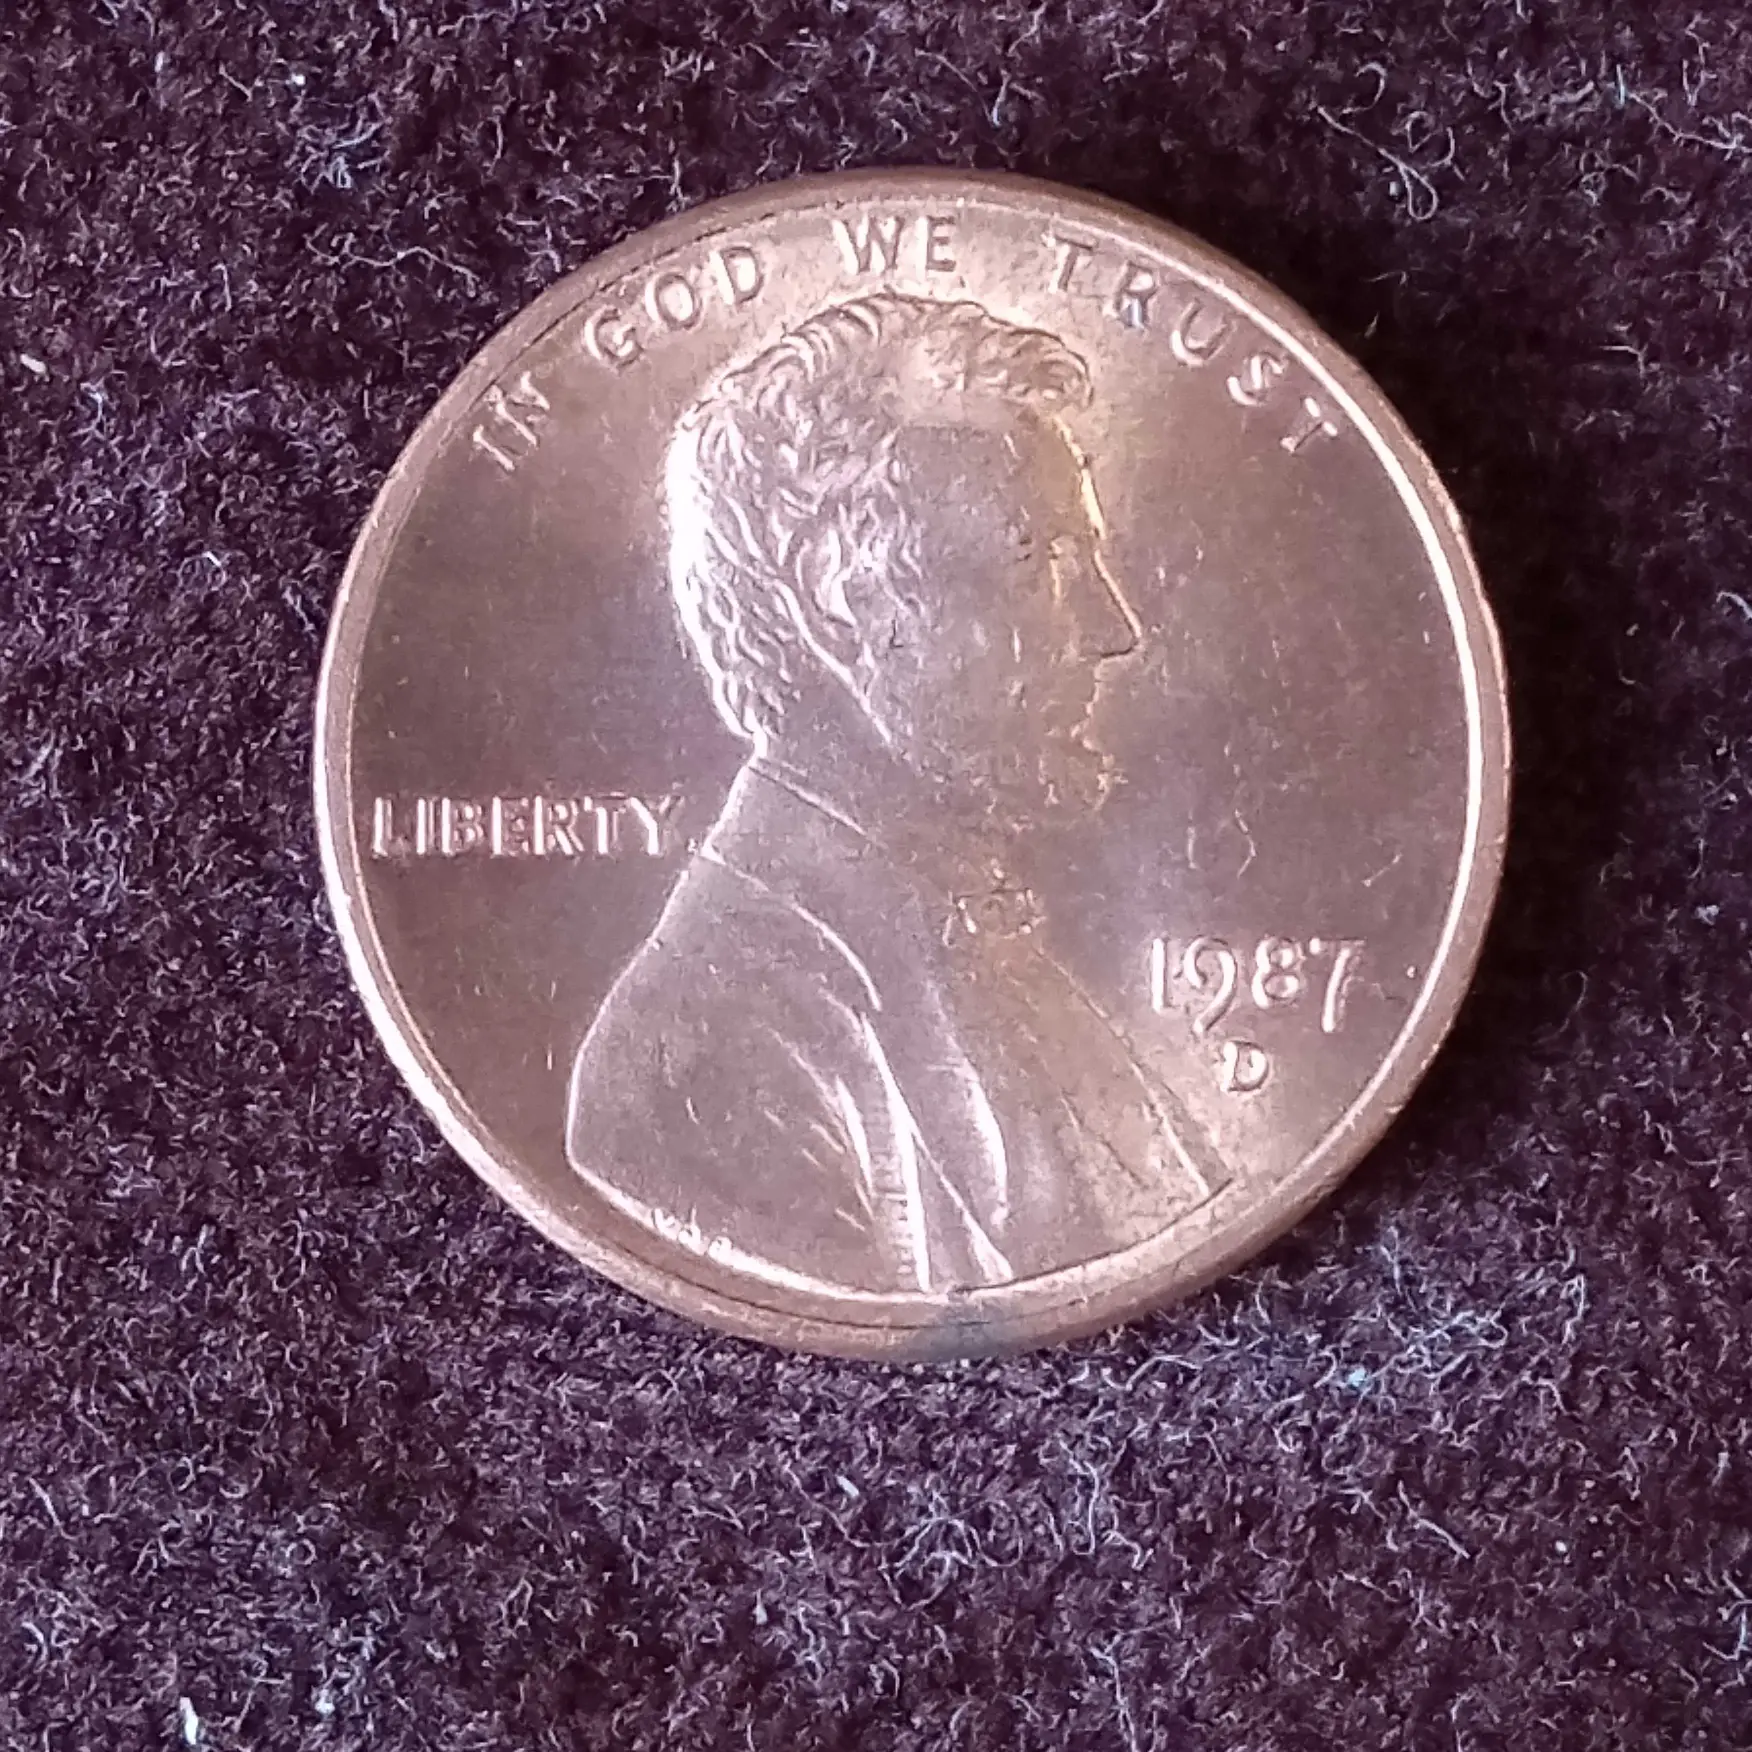 IN GOD WE TRUST
LIBERTY
1987
D